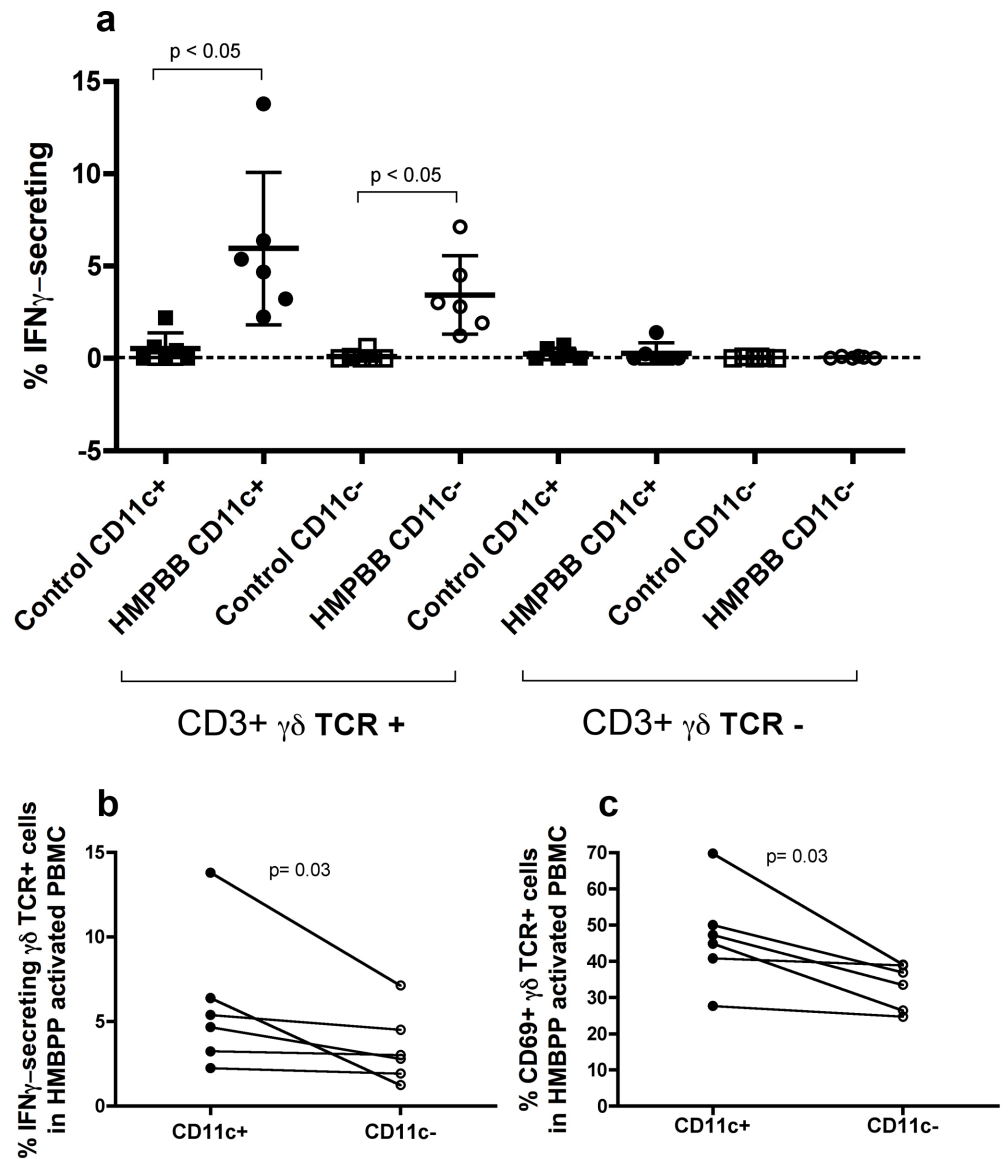 a
p < 0.05
p < 0.05
% IFNγ−secreting
15
10
5
0
-5
Control CD11c+
HMPBB CD11c+
Control CD11c-
HMPBB CD11c-
Control CD11c+
HMPBB CD11c+
Control CD11c-
HMPBB CD11c-
CD3+ γδ TCR +
CD3+ γδ TCR -
b
% IFNγ−secreting γδ TCR+ cells
in HMBPP activated PBMC
15
10
5
0
p= 0.03
CD11c+
CD11c-
c
% CD69+ γδ TCR+ cells
in HMBPP activated PBMC
70
60
50
40
30
20
10
0
p= 0.03
CD11c+
CD11c-